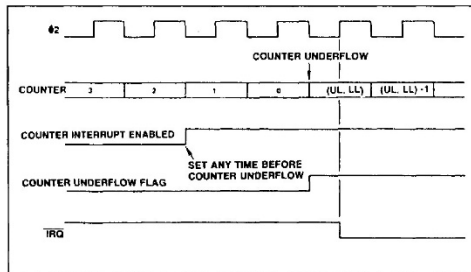 ϕ2
COUNTER UNDERFLOW
COUNTER
3 2 1 0 (UL, LL) (UL, LL) -1
COUNTER INTERRUPT ENABLED
SET ANY TIME BEFORE
COUNTER UNDERFLOW
COUNTER UNDERFLOW FLAG
IRQ